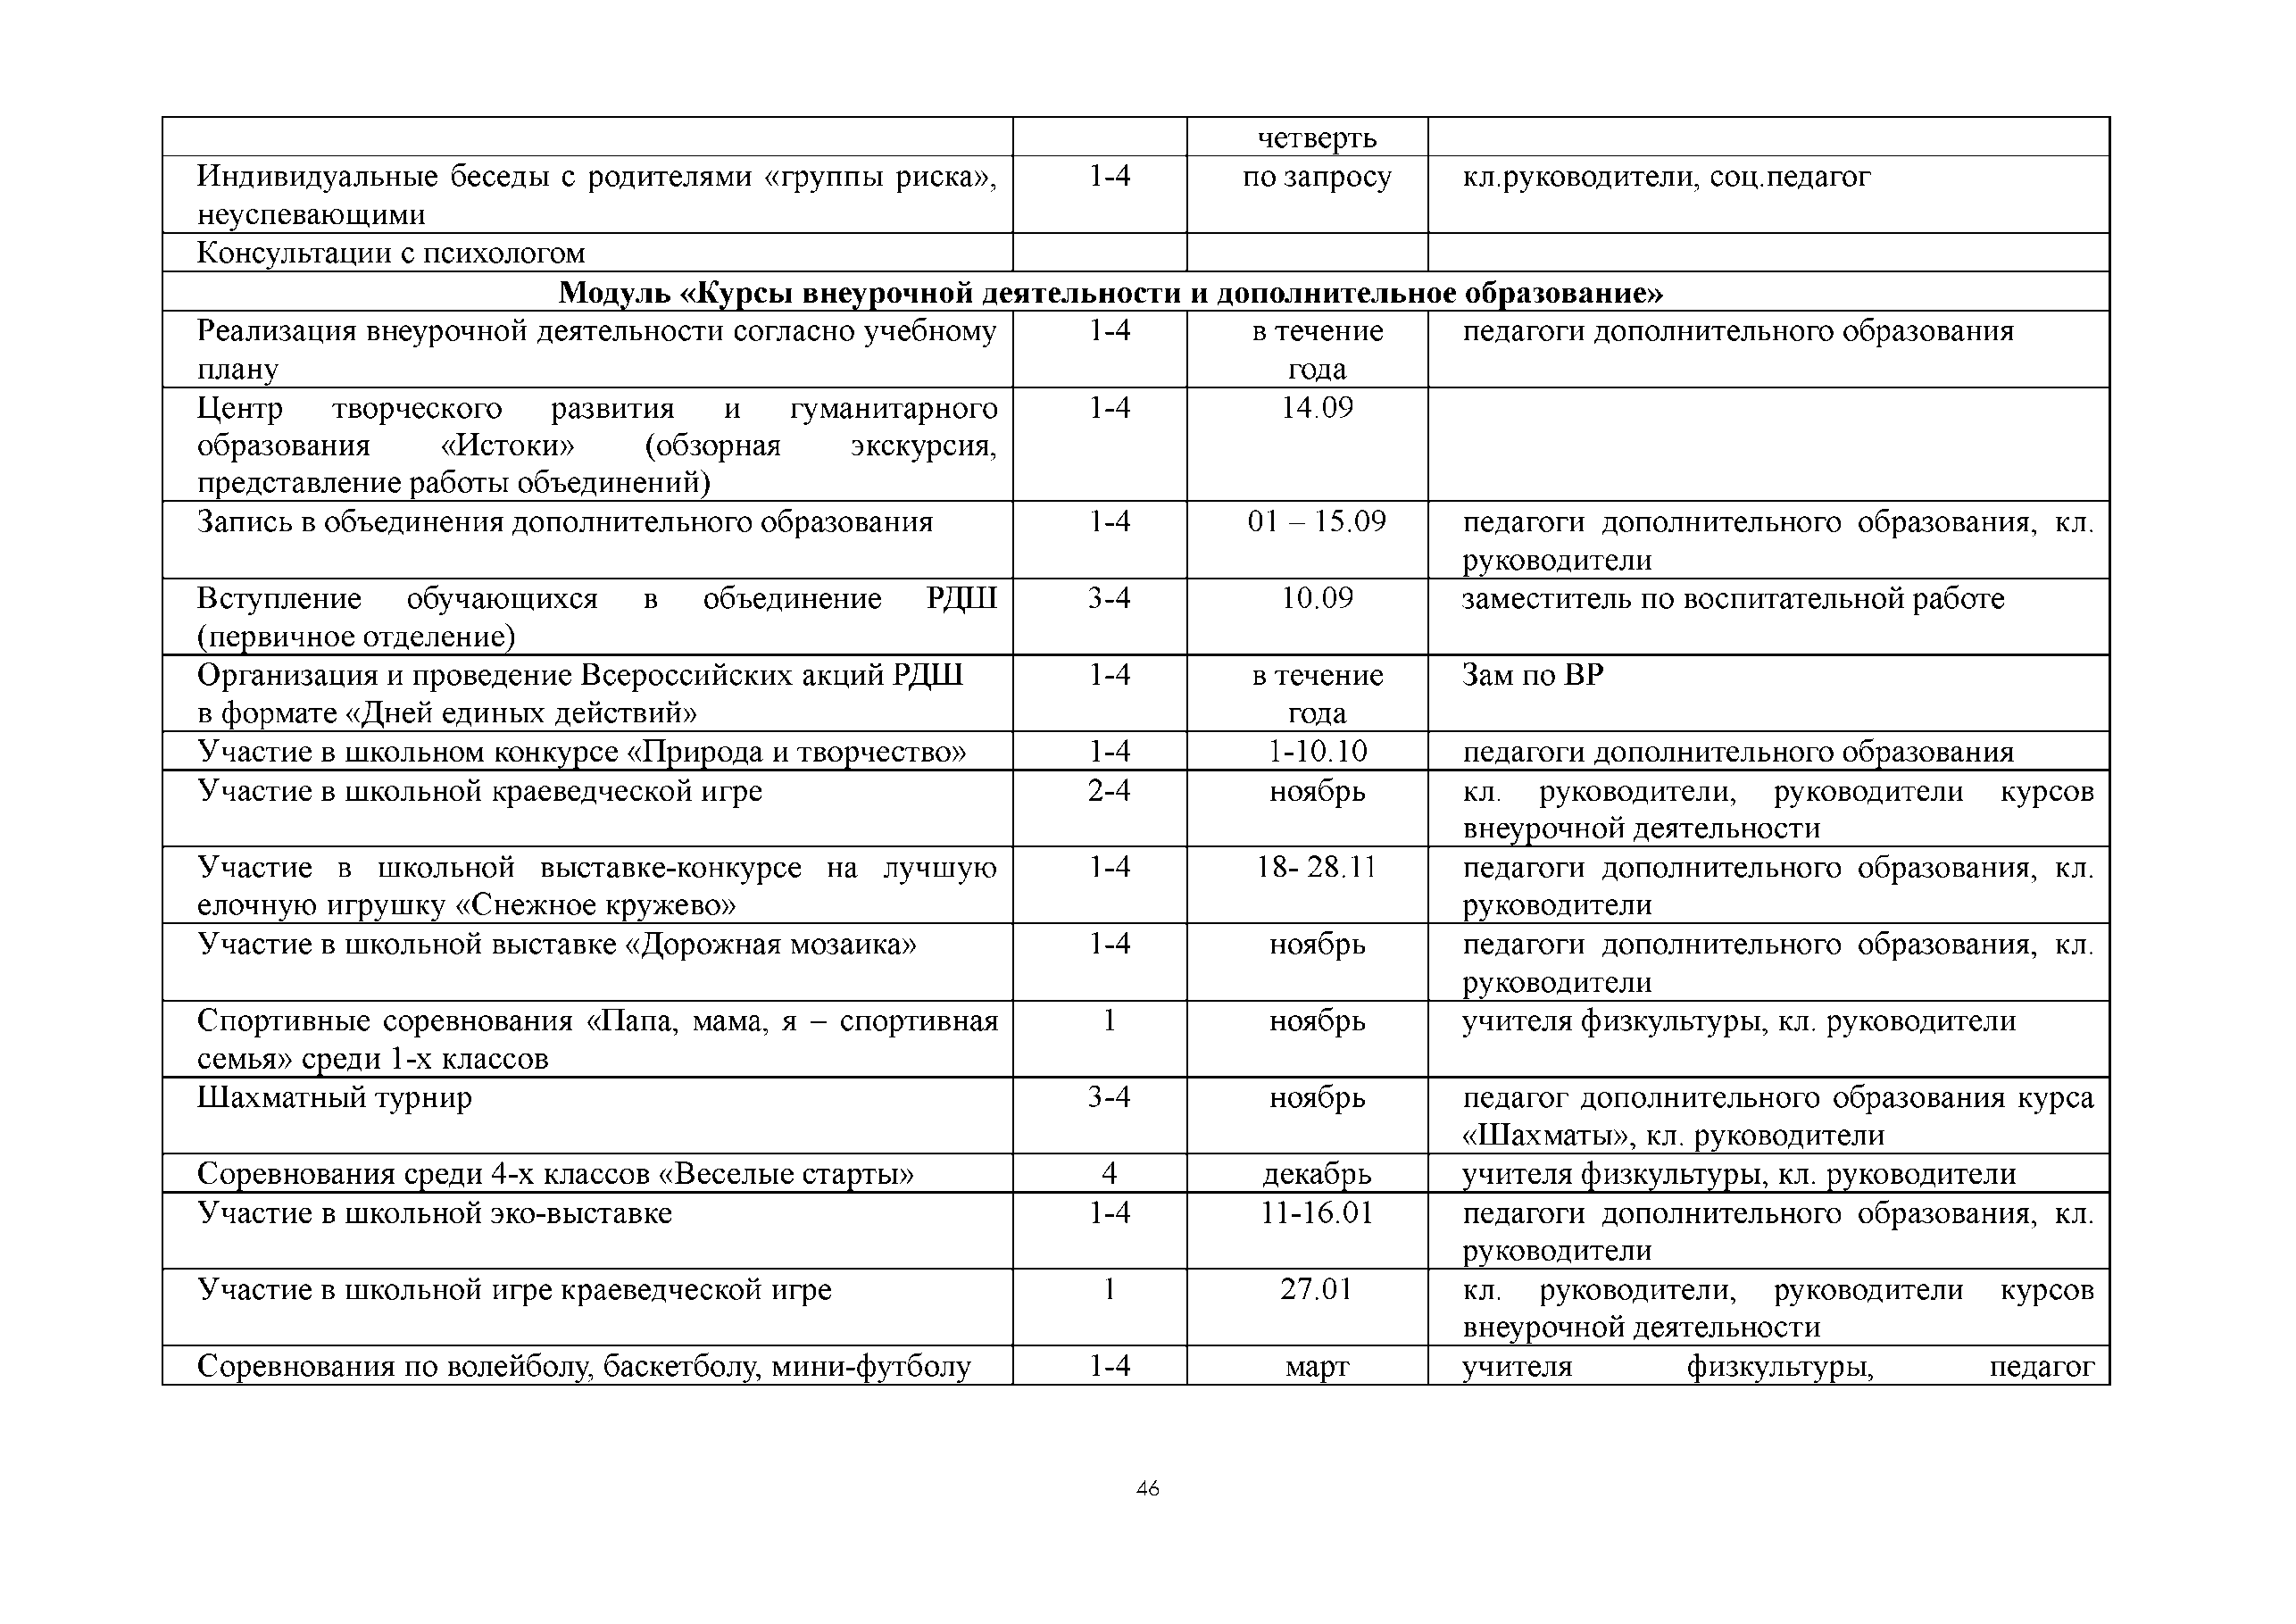 четверть
Индивидуальные беседы с родителями «группы риска», 1-4 по запросу кл.руководители, соц.педагог
неуспевающими
Консультации с психологом
Модуль «Курсы внеурочной деятельности и дополнительное образование»
Реализация внеурочной деятельности согласно учебному 1-4 в течение педагоги дополнительного образования
плану года
Центр творческого развития и гуманитарного 1-4 14.09
образования «Истоки» (обзорная экскурсия,
представление работы объединений)
Запись в объединения дополнительного образования 1-4 01 – 15.09 педагоги дополнительного образования, кл.
руководители
Вступление обучающихся в объединение РДШ 3-4 10.09 заместитель по воспитательной работе
(первичное отделение)
Организация и проведение Всероссийских акций РДШ 1-4 в течение Зам по ВР
в формате «Дней единых действий» года
Участие в школьном конкурсе «Природа и творчество» 1-4 1-10.10 педагоги дополнительного образования
Участие в школьной краеведческой игре 2-4 ноябрь кл. руководители, руководители курсов
внеурочной деятельности
Участие в школьной выставке-конкурсе на лучшую 1-4 18- 28.11 педагоги дополнительного образования, кл.
елочную игрушку «Снежное кружево» руководители
Участие в школьной выставке «Дорожная мозаика» 1-4 ноябрь педагоги дополнительного образования, кл.
руководители
Спортивные соревнования «Папа, мама, я – спортивная 1 ноябрь учителя физкультуры, кл. руководители
семья» среди 1-х классов
Шахматный турнир 3-4 ноябрь педагог дополнительного образования курса
«Шахматы», кл. руководители
Соревнования среди 4-х классов «Веселые старты» 4 декабрь учителя физкультуры, кл. руководители
Участие в школьной эко-выставке 1-4 11-16.01 педагоги дополнительного образования, кл.
руководители
Участие в школьной игре краеведческой игре 1 27.01 кл. руководители, руководители курсов
внеурочной деятельности
Соревнования по волейболу, баскетболу, мини-футболу 1-4 март учителя физкультуры, педагог
46